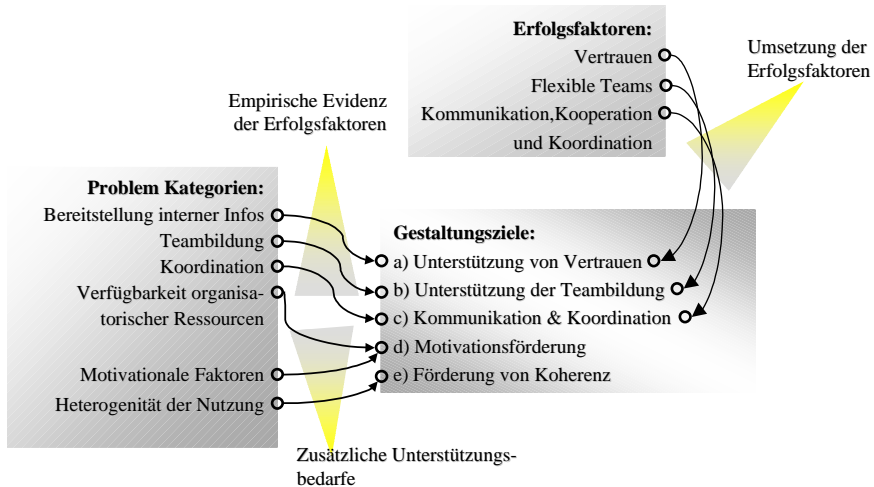 Erfolgsfaktoren:
Vertrauen
Flexible Teams
Kommunikation,Kooperation
und Koordination
Umsetzung der
Erfolgsfaktoren
Empirische Evidenz
der Erfolgsfaktoren
Problem Kategorien:
Bereitstellung interner Infos
Teambildung
Koordination
Verfügbarkeit organisa-
torischer Ressourcen
Motivationale Faktoren
Heterogenität der Nutzung
Gestaltungsziele:
a) Unterstützung von Vertrauen
b) Unterstützung der Teambildung
c) Kommunikation & Koordination
d) Motivationsförderung
e) Förderung von Koherenz
Zusätzliche Unterstützungs-
bedarfe